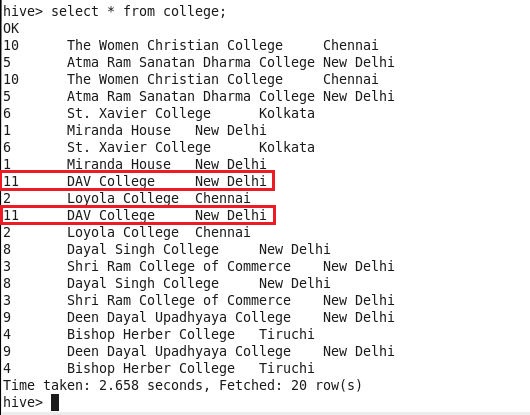 hive> select * from college;
OK
10 The Women Christian College Chennai
5 Atma Ram Sanatan Dharma College New Delhi
10 The Women Christian College Chennai
5 Atma Ram Sanatan Dharma College New Delhi
6 St. Xavier College Kolkata
1 Miranda House New Delhi
6 St. Xavier College Kolkata
1 Miranda House New Delhi
11 DAV College New Delhi
2 Loyola College Chennai
11 DAV College New Delhi
2 Loyola College Chennai
8 Dayal Singh College New Delhi
3 Shri Ram College of Commerce New Delhi
8 Dayal Singh College New Delhi
3 Shri Ram College of Commerce New Delhi
9 Deen Dayal Upadhyaya College New Delhi
4 Bishop Herber College Tiruchi
9 Deen Dayal Upadhyaya College New Delhi
4 Bishop Herber College Tiruchi
Time taken: 2.658 seconds, Fetched: 20 row(s)
hive>